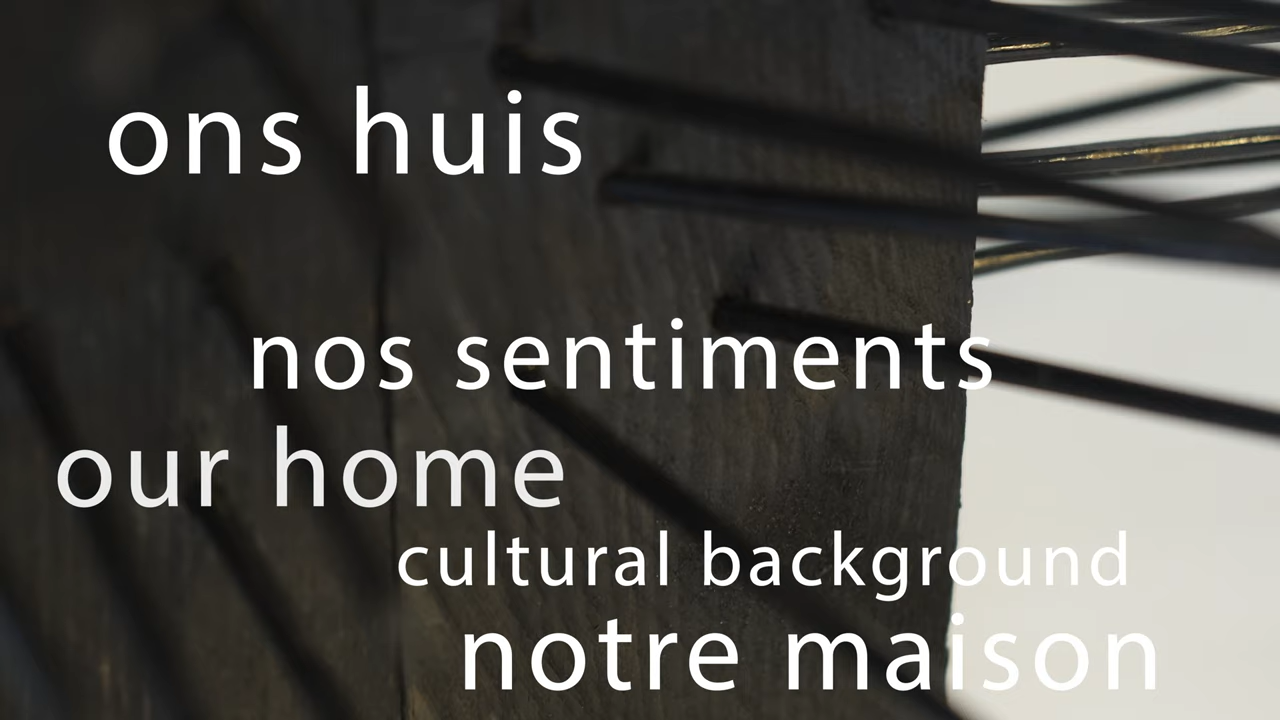 ons huis
nos sentiments
our home
cultural background
notre maison